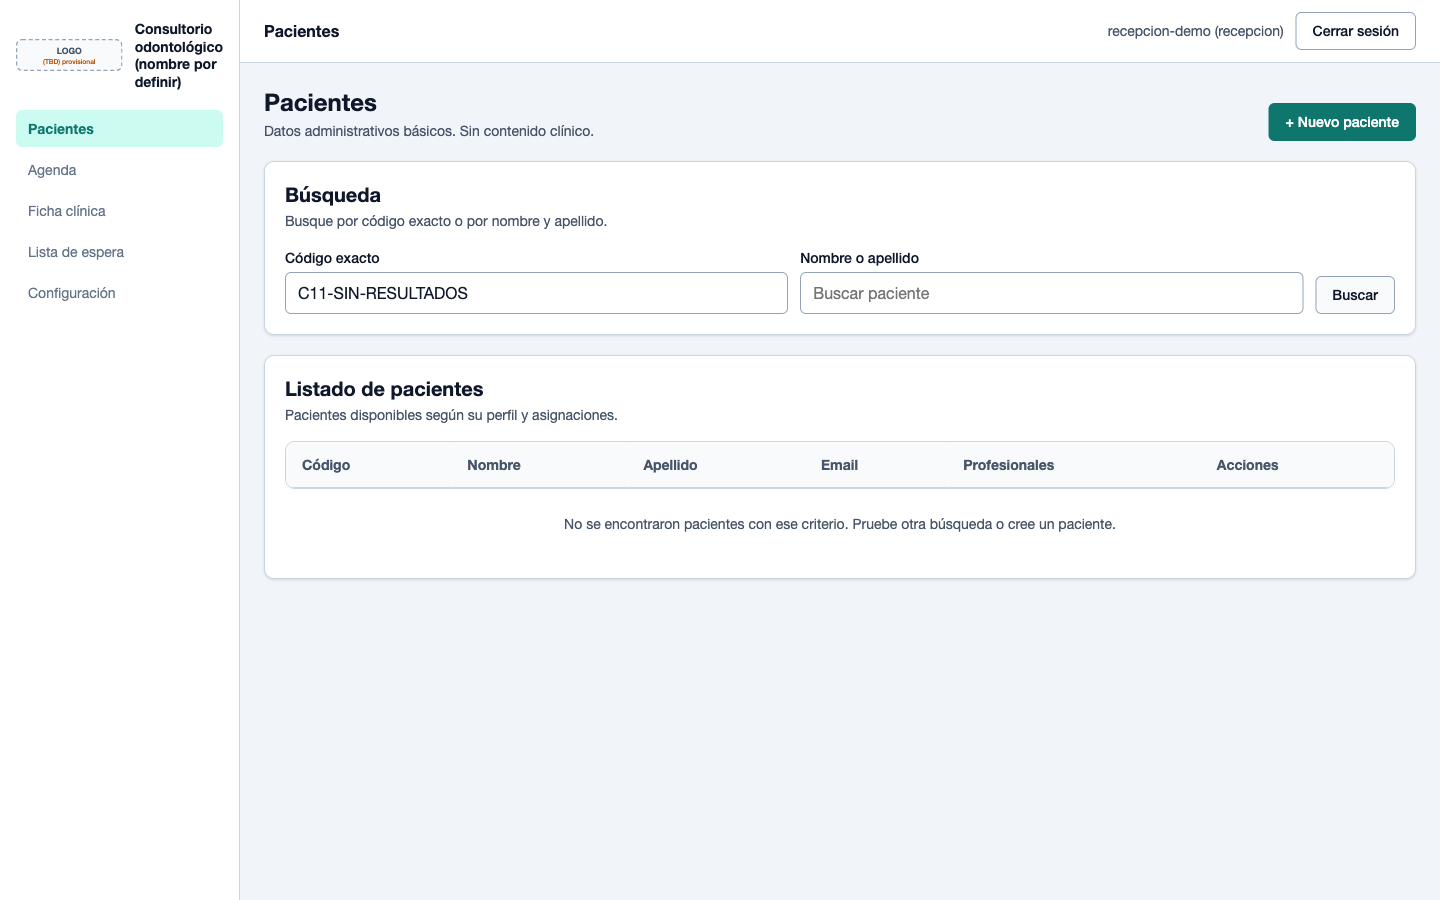 LOGO
(TBD) provisional
Consultorio
odontológico
(nombre por
definir)
Pacientes
Agenda
Ficha clínica
Lista de espera
Configuración
Pacientes
recepcion-demo (recepcion)
Cerrar sesión
Pacientes
Datos administrativos básicos. Sin contenido clínico.
+ Nuevo paciente
Búsqueda
Busque por código exacto o por nombre y apellido.
Código exacto
Nombre o apellido
C11-SIN-RESULTADOS
Buscar paciente
Buscar
Listado de pacientes
Pacientes disponibles según su perfil y asignaciones.
Código Nombre Apellido Email Profesionales Acciones
No se encontraron pacientes con ese criterio. Pruebe otra búsqueda o cree un paciente.